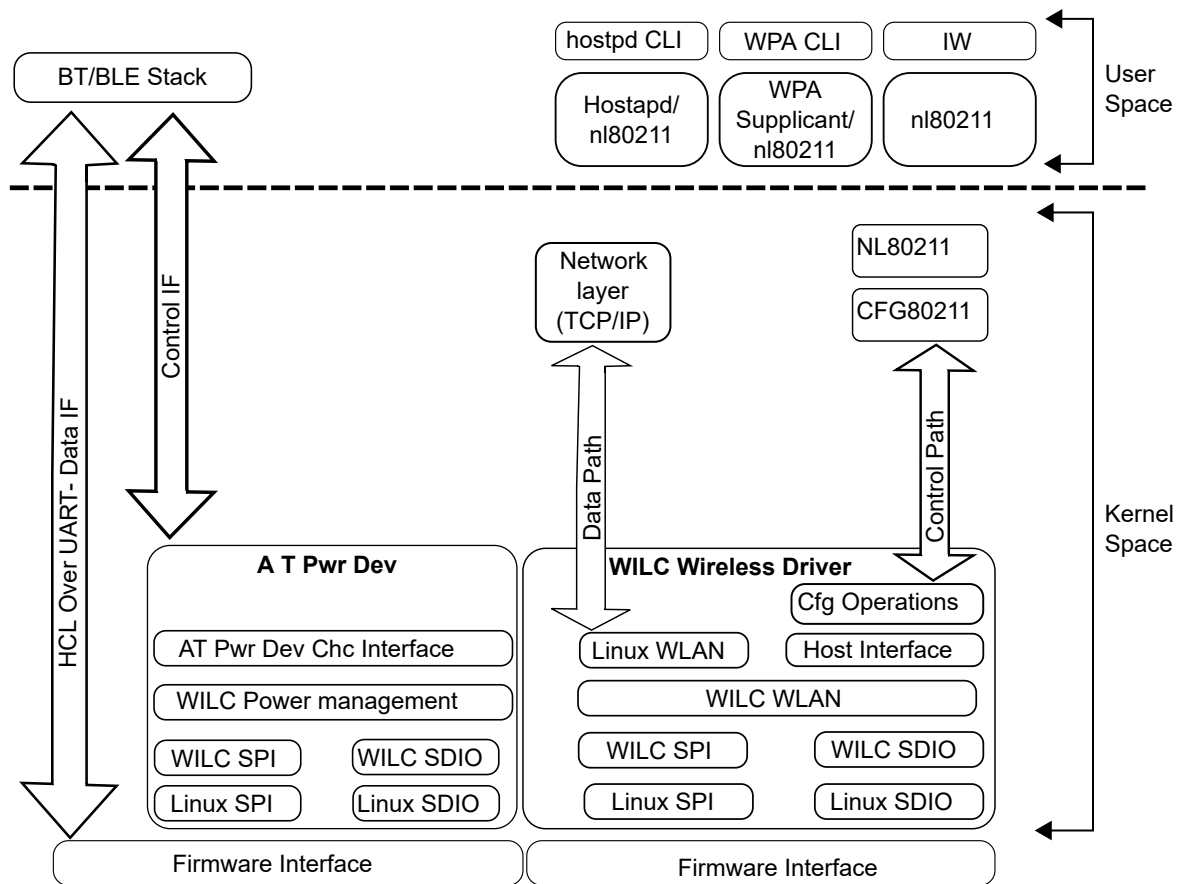 hostpd CLI
WPA CLI
IW
BT/BLE Stack
Hostapd/
nl80211
WPA
Supplicant/
nl80211
nl80211
User
Space
HCL Over UART- Data IF
Control IF
Network
layer
(TCP/IP)
NL80211
CFG80211
Data Path
Control Path
Kernel
Space
A T Pwr Dev
AT Pwr Dev Chc Interface
WILC Power management
WILC SPI
WILC SDIO
Linux SPI
Linux SDIO
WILC Wireless Driver
Cfg Operations
Linux WLAN
Host Interface
WILC WLAN
WILC SPI
WILC SDIO
Linux SPI
Linux SDIO
Firmware Interface
Firmware Interface